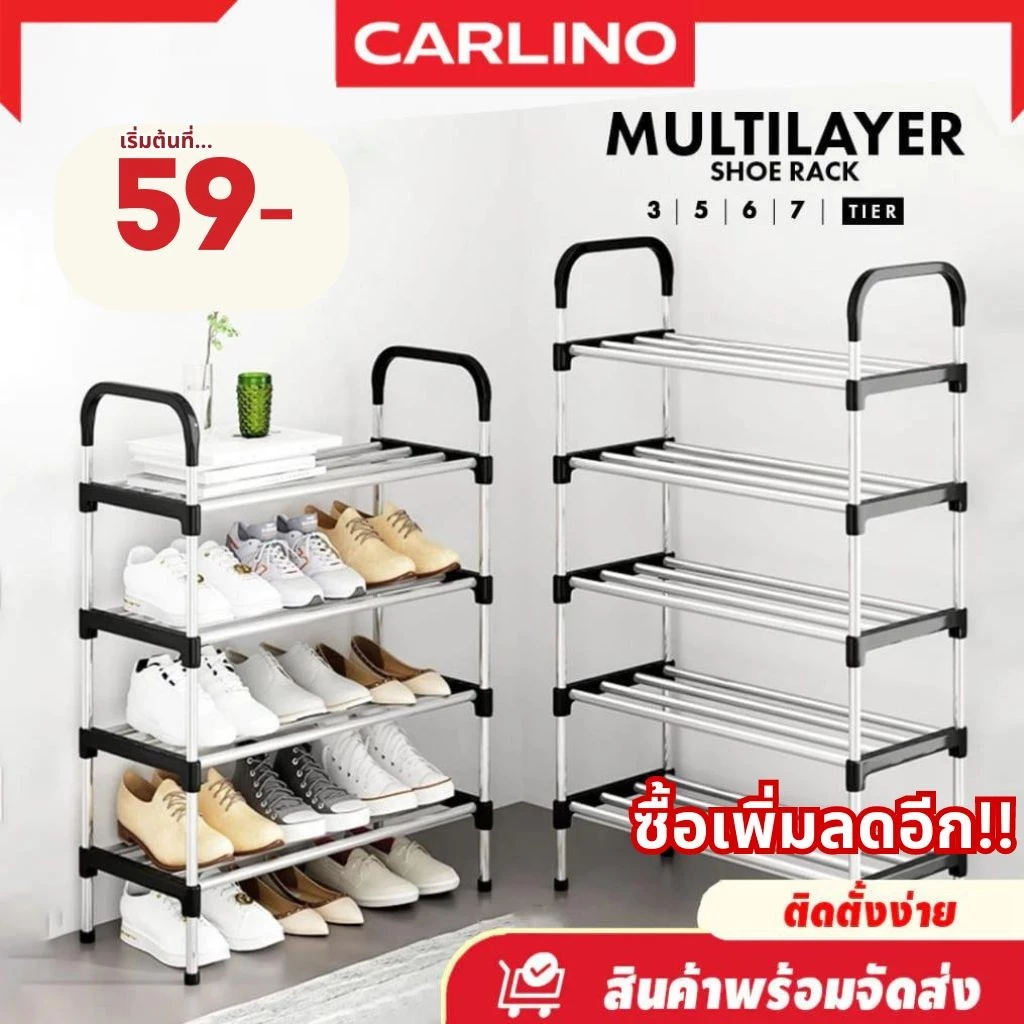 CARLINO
เริ่มต้นที่...
59-
MULTILAYER
SHOE RACK
3 | 5 | 6 | 7 | TIER
ซื้อเพิ่มลดอีก!!
ติดตั้งง่าย
สินค้าพร้อมจัดส่ง